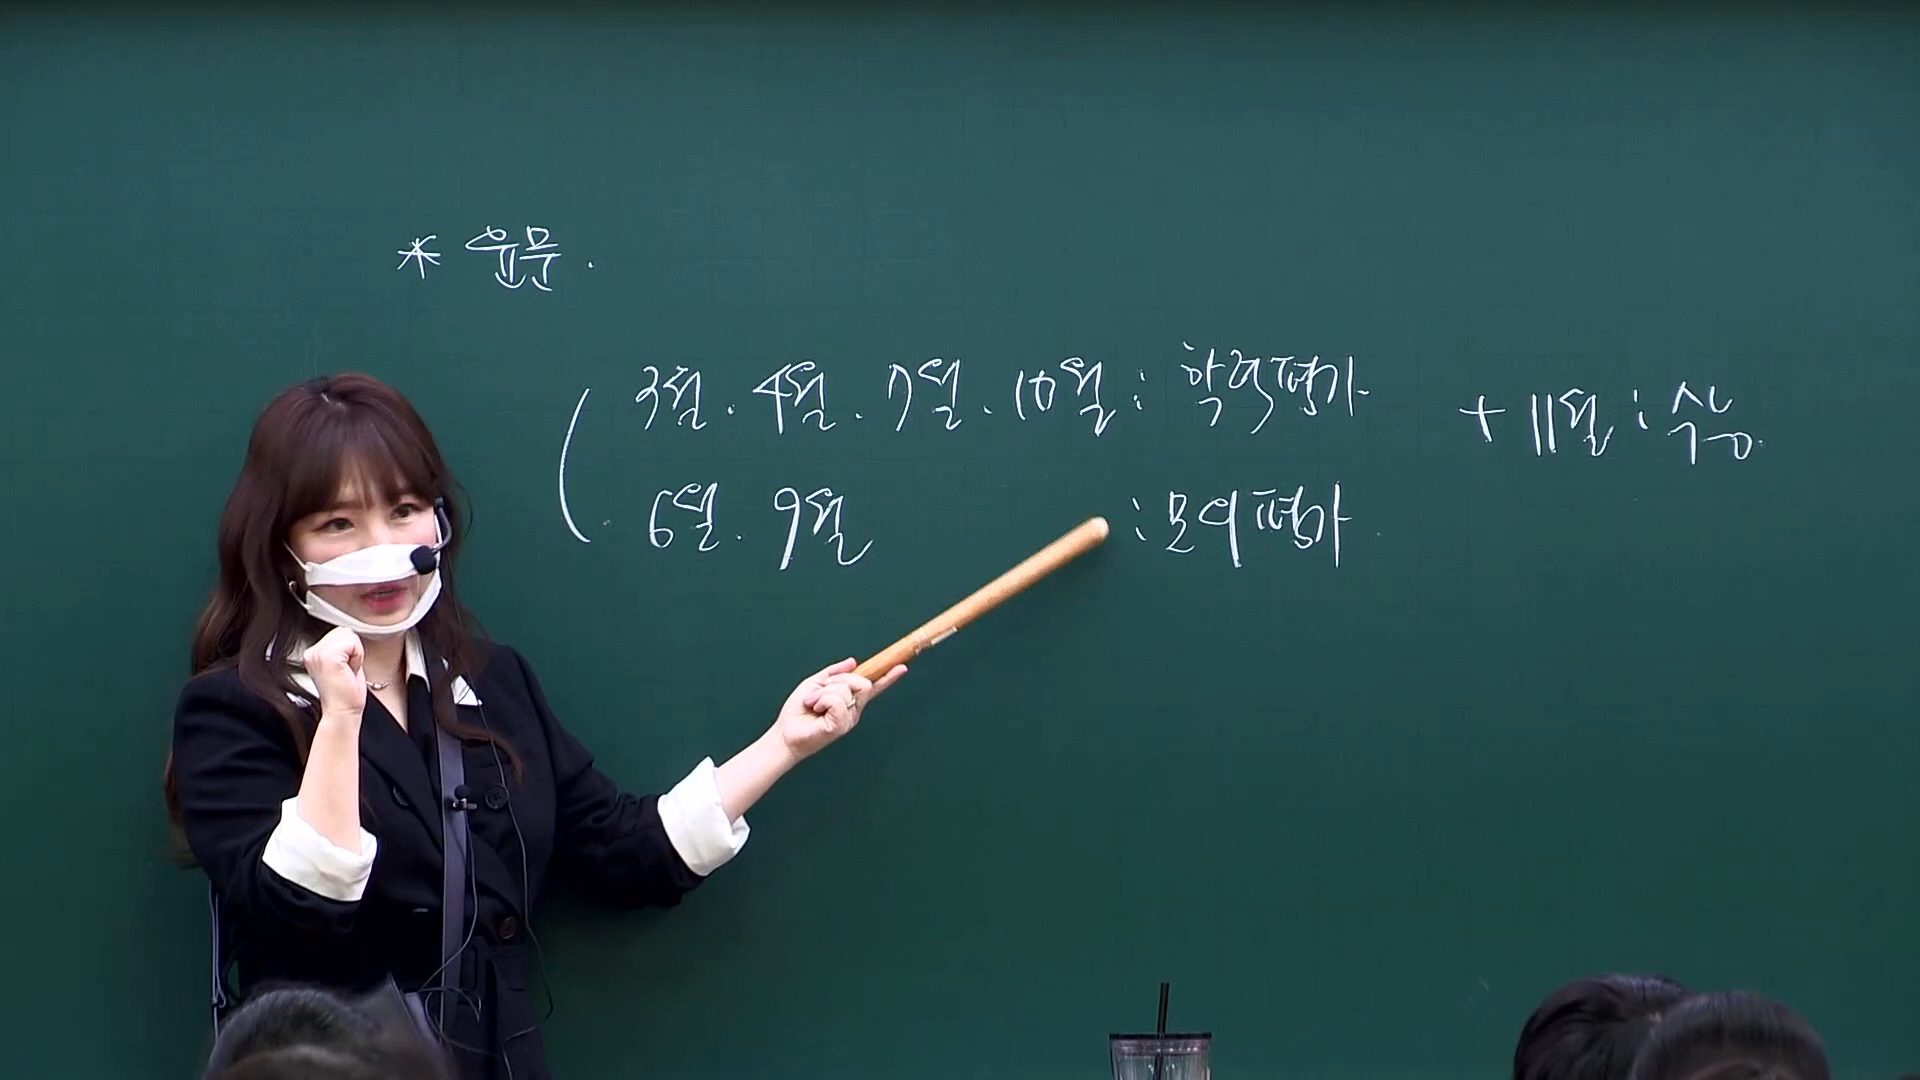 * 운문.
3월. 4월. 7월. 10월 : 학력평가 + 11월 : 수능
6월. 9월 : 모의평가.